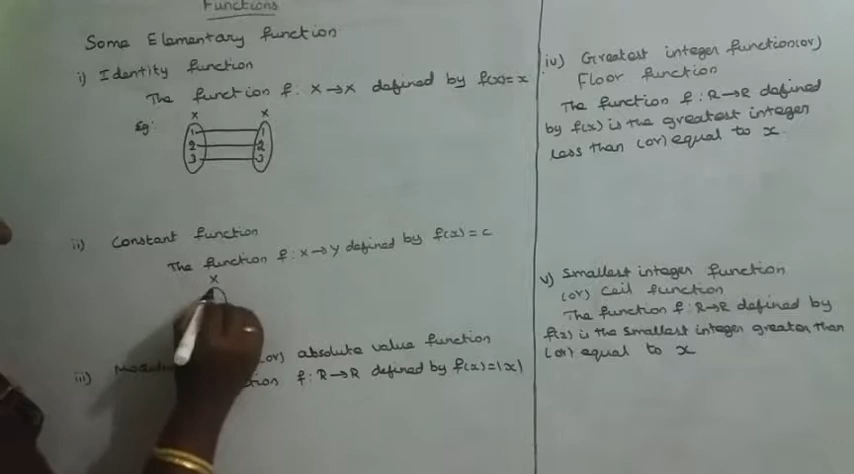 Functions
Some Elementary function
i) Identity function
The function f: X→X defined by f(x)=x
Eg:
X X
1 1
2 2
3 3
ii) Constant function
The function f: X→Y defined by f(x)=c
X
iii) (or) absolute value function
f: R→R defined by f(x)=|x|
iv) Greatest integer function(or)
Floor function
The function f: R→R defined
by f(x) is the greatest integer
less than (or) equal to x.
v) Smallest integer function
(or) Ceil function
The function f: R→R defined by
f(x) is the smallest integer greater than
(or) equal to x